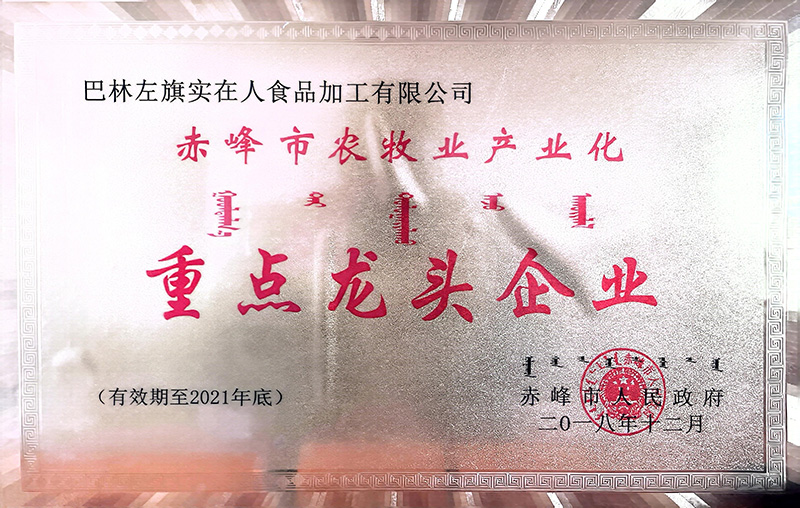 巴林左旗实在人食品加工有限公司
赤峰市农牧业产业化
重点龙头企业
（有效期至2021年底）
赤峰市人民政府
二O一八年十二月